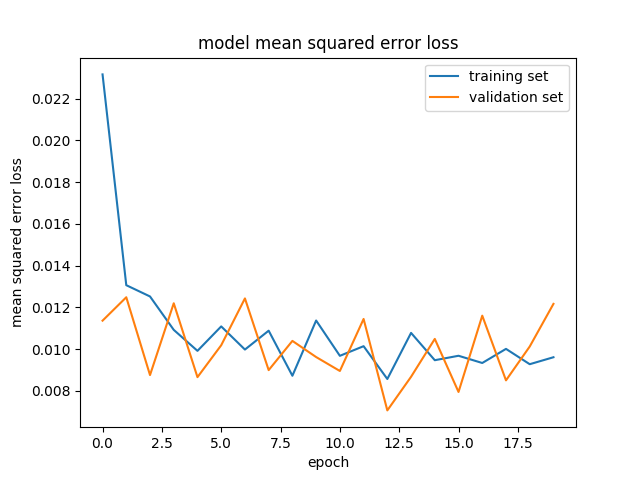 model mean squared error loss
training set
validation set
0.022
0.020
0.018
0.016
0.014
0.012
0.010
0.008
mean squared error loss
0.0 2.5 5.0 7.5 10.0 12.5 15.0 17.5
epoch